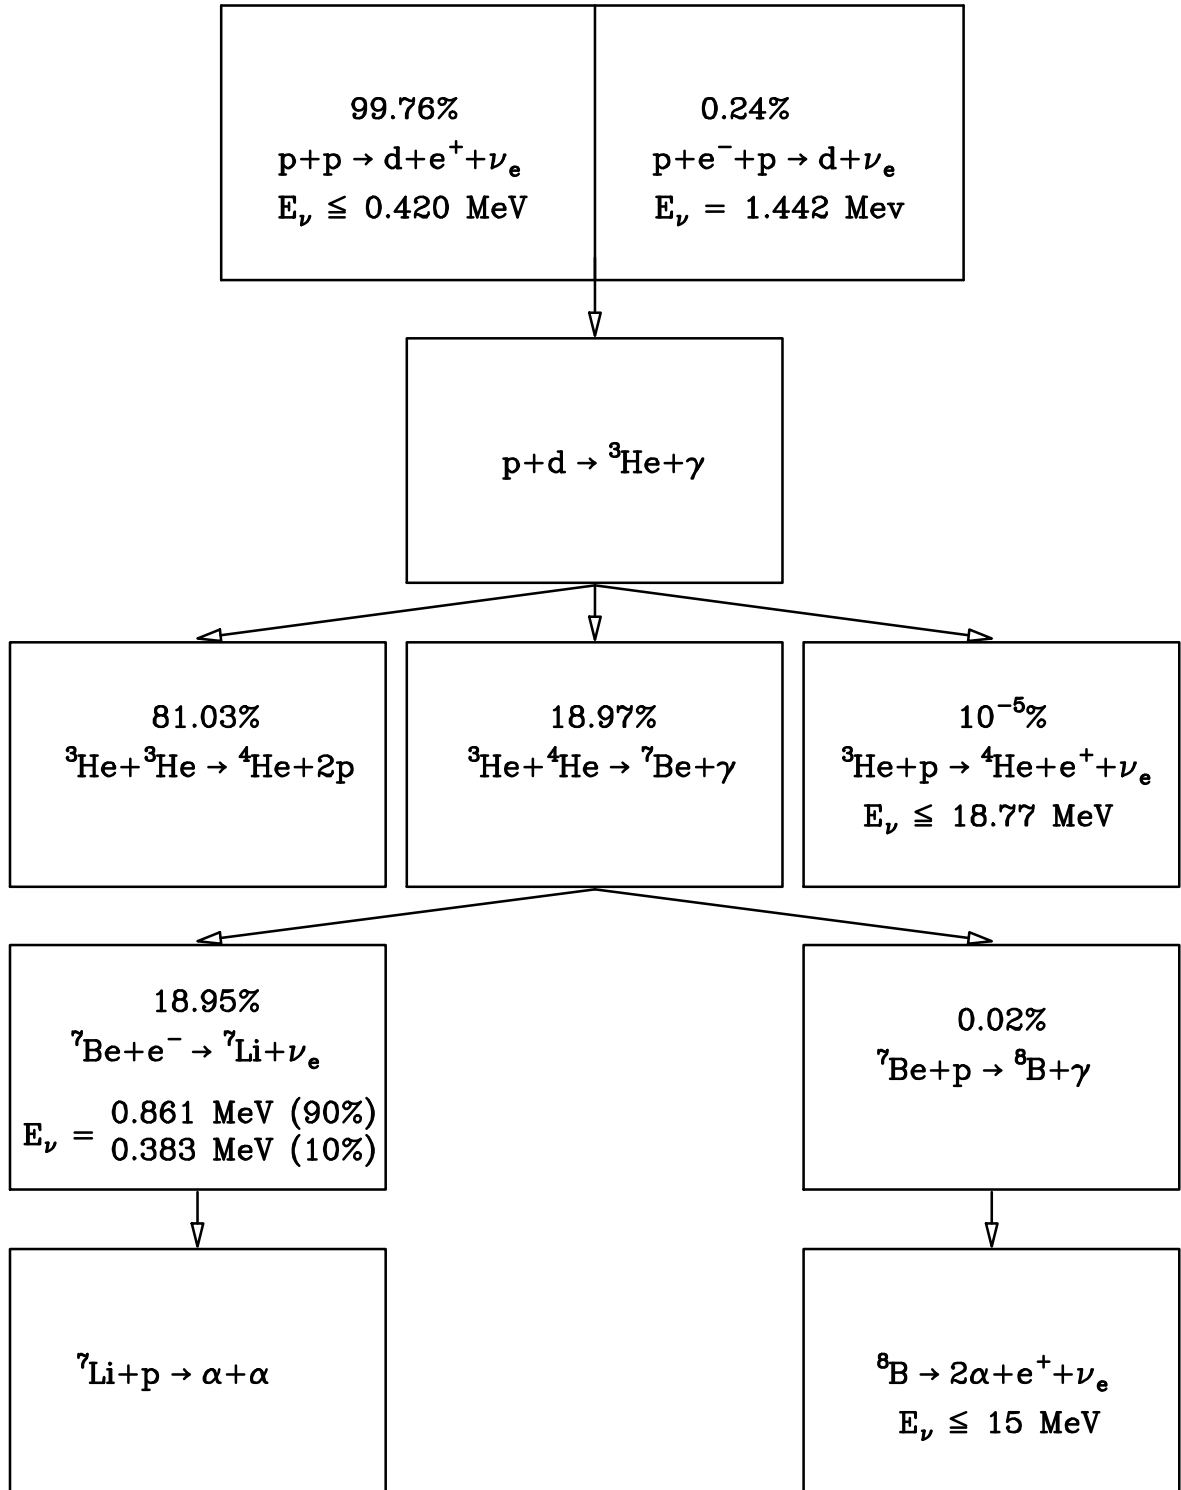 99.76%
p+p → d+e⁺+νₑ
E_ν ≦ 0.420 MeV
0.24%
p+e⁻+p → d+νₑ
E_ν = 1.442 Mev
p+d → ³He+γ
81.03%
³He+³He → ⁴He+2p
18.97%
³He+⁴He → ⁷Be+γ
10⁻⁵%
³He+p → ⁴He+e⁺+νₑ
E_ν ≦ 18.77 MeV
18.95%
⁷Be+e⁻ → ⁷Li+νₑ
E_ν = 0.861 MeV (90%)
0.383 MeV (10%)
0.02%
⁷Be+p → ⁸B+γ
⁷Li+p → α+α
⁸B → 2α+e⁺+νₑ
E_ν ≦ 15 MeV